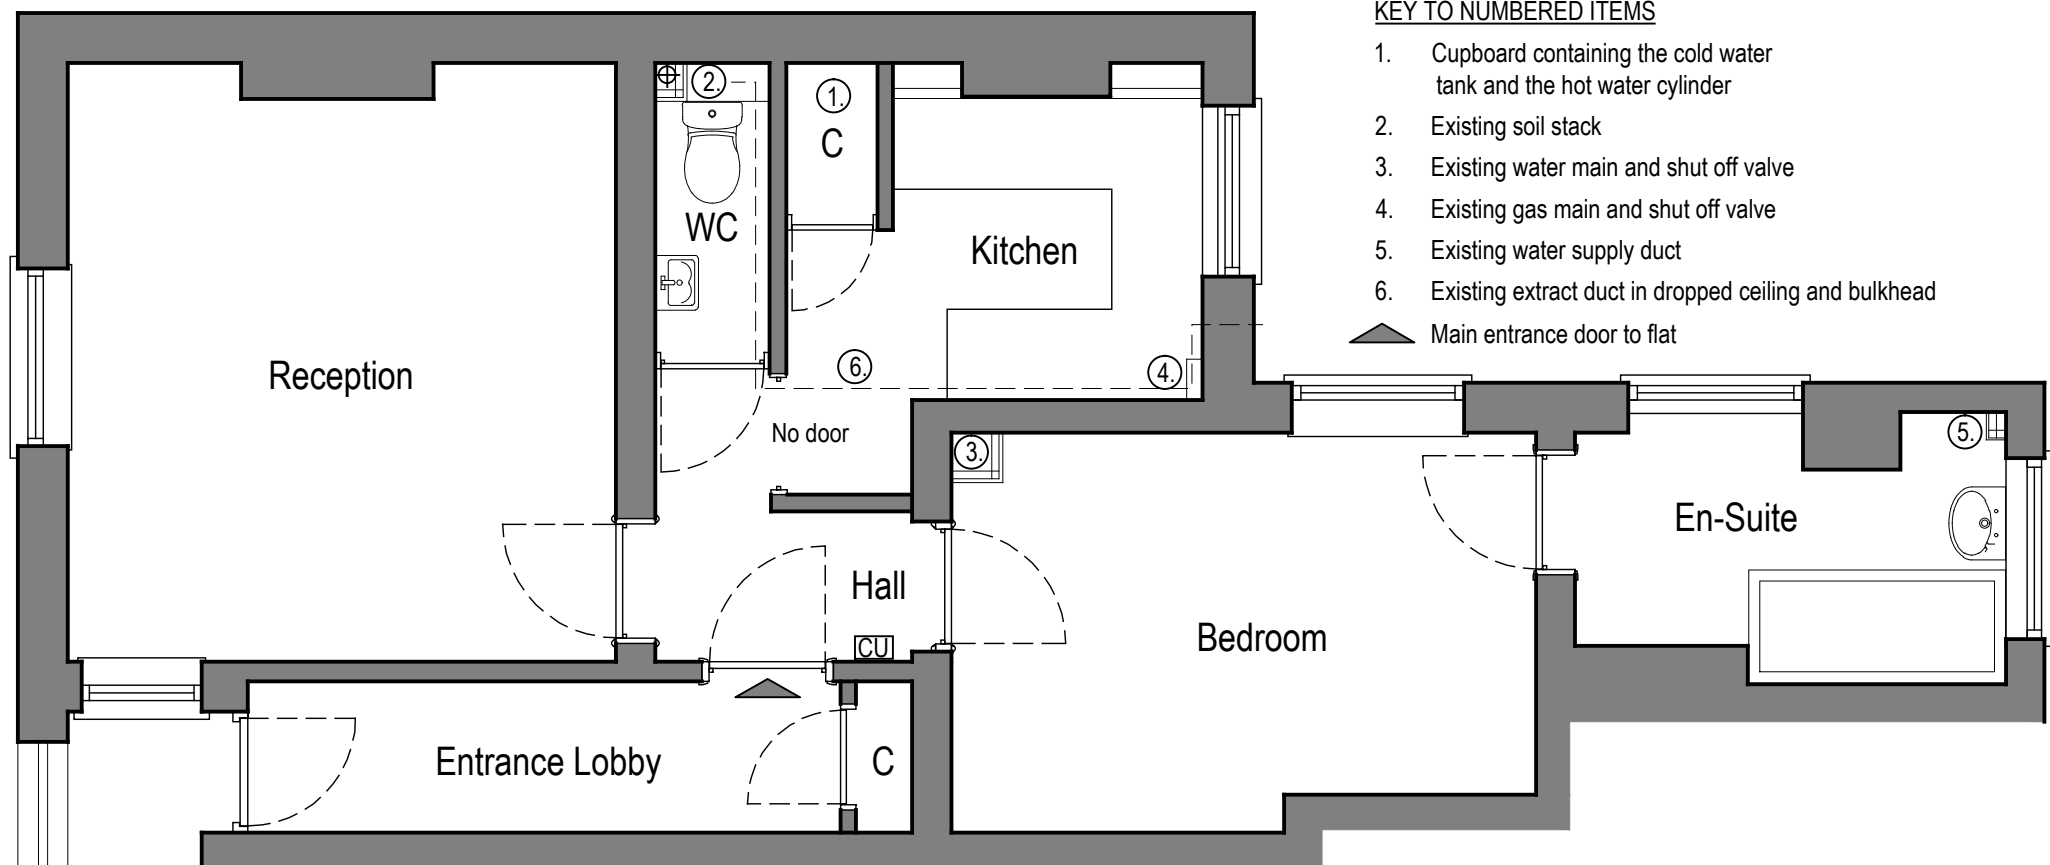 KEY TO NUMBERED ITEMS
1. Cupboard containing the cold water
tank and the hot water cylinder
2. Existing soil stack
3. Existing water main and shut off valve
4. Existing gas main and shut off valve
5. Existing water supply duct
6. Existing extract duct in dropped ceiling and bulkhead
Main entrance door to flat
2.
1.
C
WC
Kitchen
Reception
6.
4.
No door
3.
5.
En-Suite
Hall
CU
Bedroom
Entrance Lobby
C